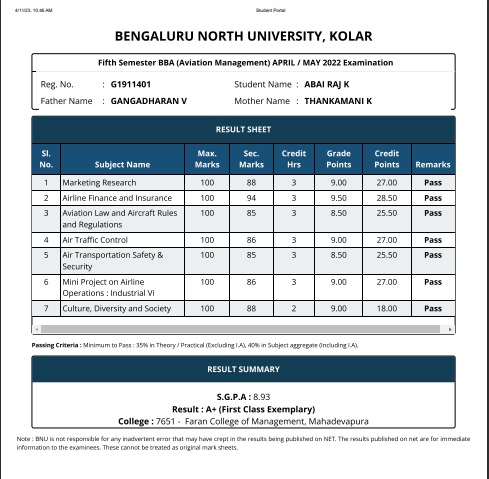 4/11/22, 10:46 AM Student Portal
BENGALURU NORTH UNIVERSITY, KOLAR
Fifth Semester BBA (Aviation Management) APRIL / MAY 2022 Examination
Reg. No. : G1911401 Student Name : ABAI RAJ K
Father Name : GANGADHARAN V Mother Name : THANKAMANI K
RESULT SHEET
Sl. No. Subject Name Max. Marks Sec. Marks Credit Hrs Grade Points Credit Points Remarks
1 Marketing Research 100 88 3 9.00 27.00 Pass
2 Airline Finance and Insurance 100 94 3 9.50 28.50 Pass
3 Aviation Law and Aircraft Rules and Regulations 100 85 3 8.50 25.50 Pass
4 Air Traffic Control 100 86 3 9.00 27.00 Pass
5 Air Transportation Safety & Security 100 85 3 8.50 25.50 Pass
6 Mini Project on Airline Operations : Industrial Vi 100 86 3 9.00 27.00 Pass
7 Culture, Diversity and Society 100 88 2 9.00 18.00 Pass
Passing Criteria : Minimum to Pass : 35% in Theory / Practical (Excluding I.A), 40% in Subject aggregate (Including I.A).
RESULT SUMMARY
S.G.P.A : 8.93
Result : A+ (First Class Exemplary)
College : 7651 - Faran College of Management, Mahadevapura
Note : BNU is not responsible for any inadvertent error that may have crept in the results being published on NET. The results published on net are for immediate
information to the examinees. These cannot be treated as original mark sheets.